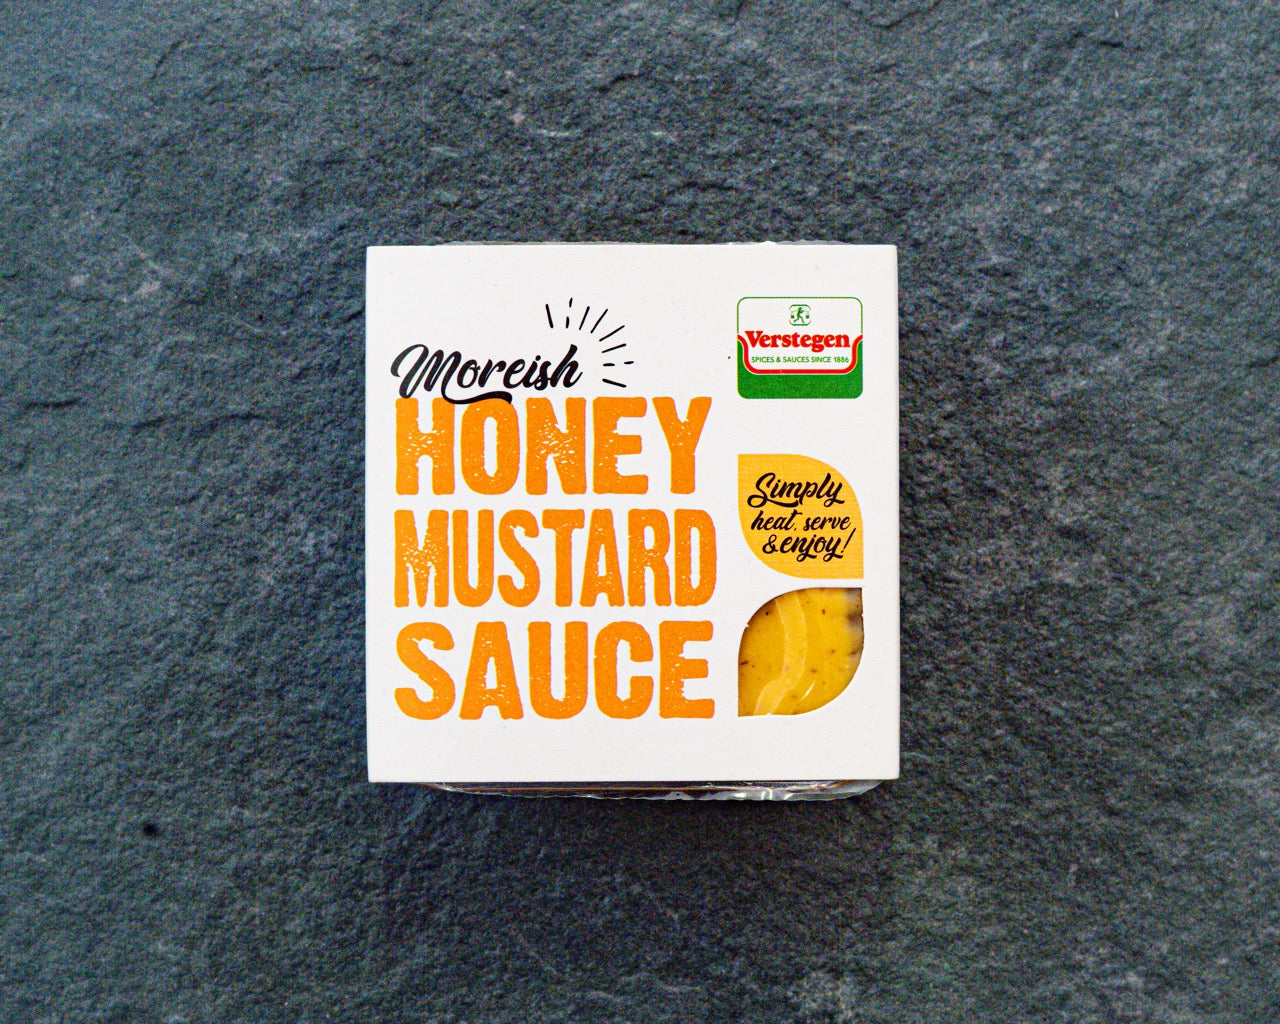 Moreish
HONEY
MUSTARD
SAUCE
Verstegen
SPICES & SAUCES SINCE 1886
Simply
heat, serve
& enjoy!